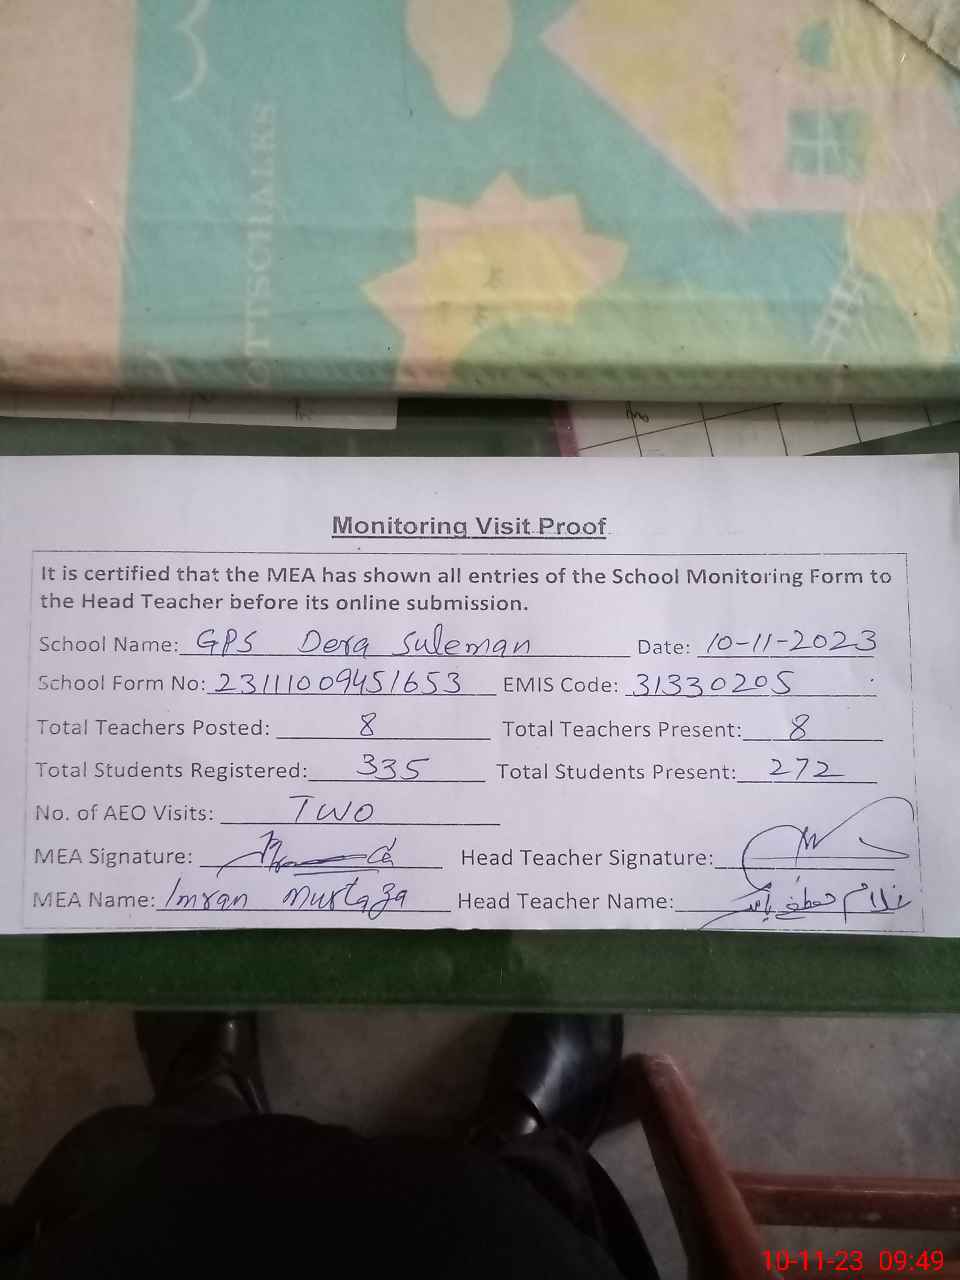 OTTSCHALKS
Monitoring Visit Proof
It is certified that the MEA has shown all entries of the School Monitoring Form to
the Head Teacher before its online submission.
School Name: GPS Dera Suleman Date: 10-11-2023
School Form No: 23111009451653 EMIS Code: 31330205
Total Teachers Posted: 8 Total Teachers Present: 8
Total Students Registered: 335 Total Students Present: 272
No. of AEO Visits: TWO
MEA Signature: Head Teacher Signature:
MEA Name: Imran Murtaza Head Teacher Name: غلام مصطفی
10-11-23 09:49